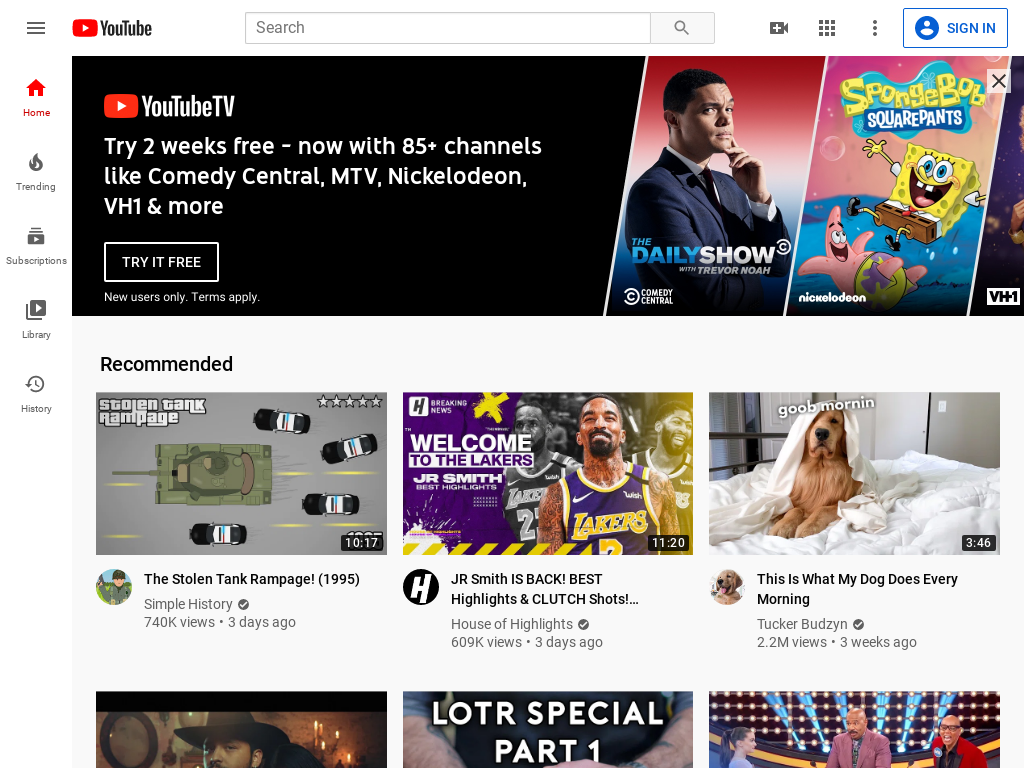 YouTube
Search
SIGN IN
Home
Trending
Subscriptions
Library
History
YouTubeTV
Try 2 weeks free - now with 85+ channels
like Comedy Central, MTV, Nickelodeon,
VH1 & more
TRY IT FREE
New users only. Terms apply.
THE
DAILYSHOW
WITH TREVOR NOAH
COMEDY
CENTRAL
SPONGEBOB
SQUAREPANTS
nickelodeon
VH1
Recommended
STOLEN TANK
RAMPAGE
10:17
BREAKING
NEWS
WELCOME
TO THE LAKERS
JR SMITH
BEST HIGHLIGHTS
wish
LAKERS
11:20
goob mornin
3:46
The Stolen Tank Rampage! (1995)
Simple History
740K views • 3 days ago
JR Smith IS BACK! BEST
Highlights & CLUTCH Shots!…
House of Highlights
609K views • 3 days ago
This Is What My Dog Does Every
Morning
Tucker Budzyn
2.2M views • 3 weeks ago
LOTR SPECIAL
PART 1